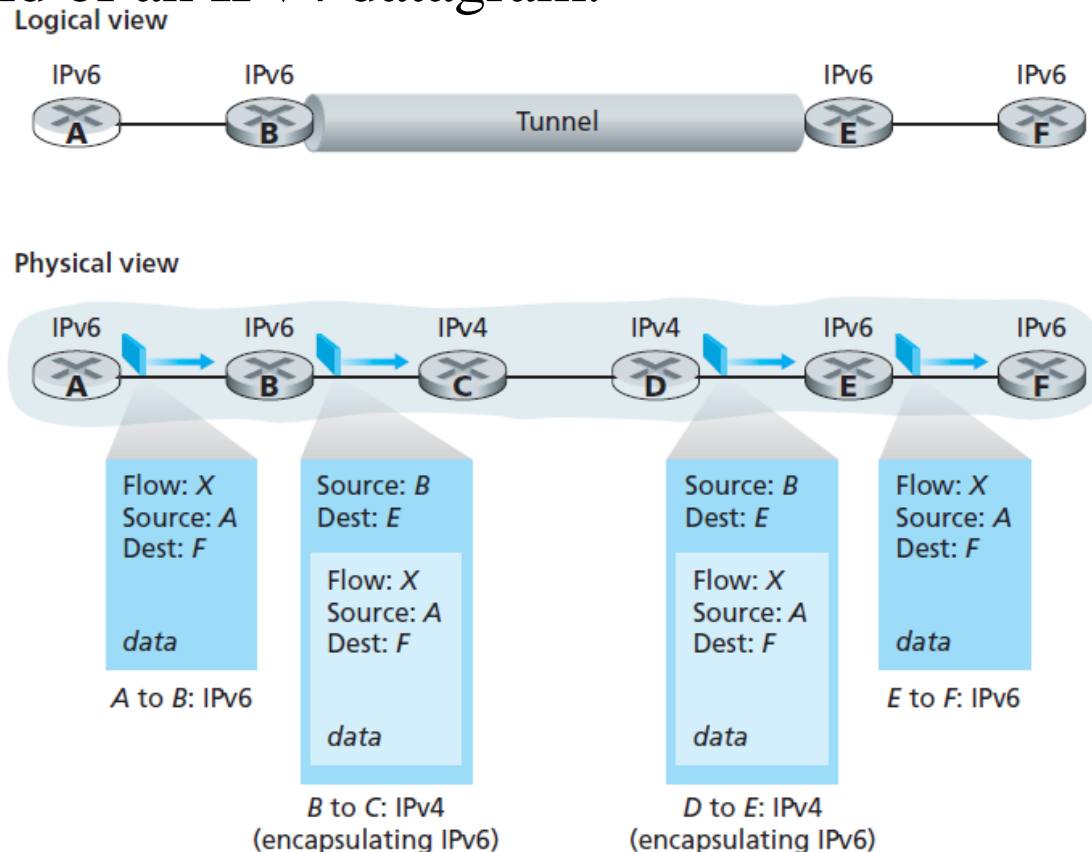 Logical view
IPv6 IPv6 IPv6 IPv6
A B Tunnel E F
Physical view
IPv6 IPv6 IPv4 IPv4 IPv6 IPv6
A B C D E F
Flow: X
Source: A
Dest: F
data
A to B: IPv6
Source: B
Dest: E
Flow: X
Source: A
Dest: F
data
B to C: IPv4
(encapsulating IPv6)
Source: B
Dest: E
Flow: X
Source: A
Dest: F
data
D to E: IPv4
(encapsulating IPv6)
Flow: X
Source: A
Dest: F
data
E to F: IPv6